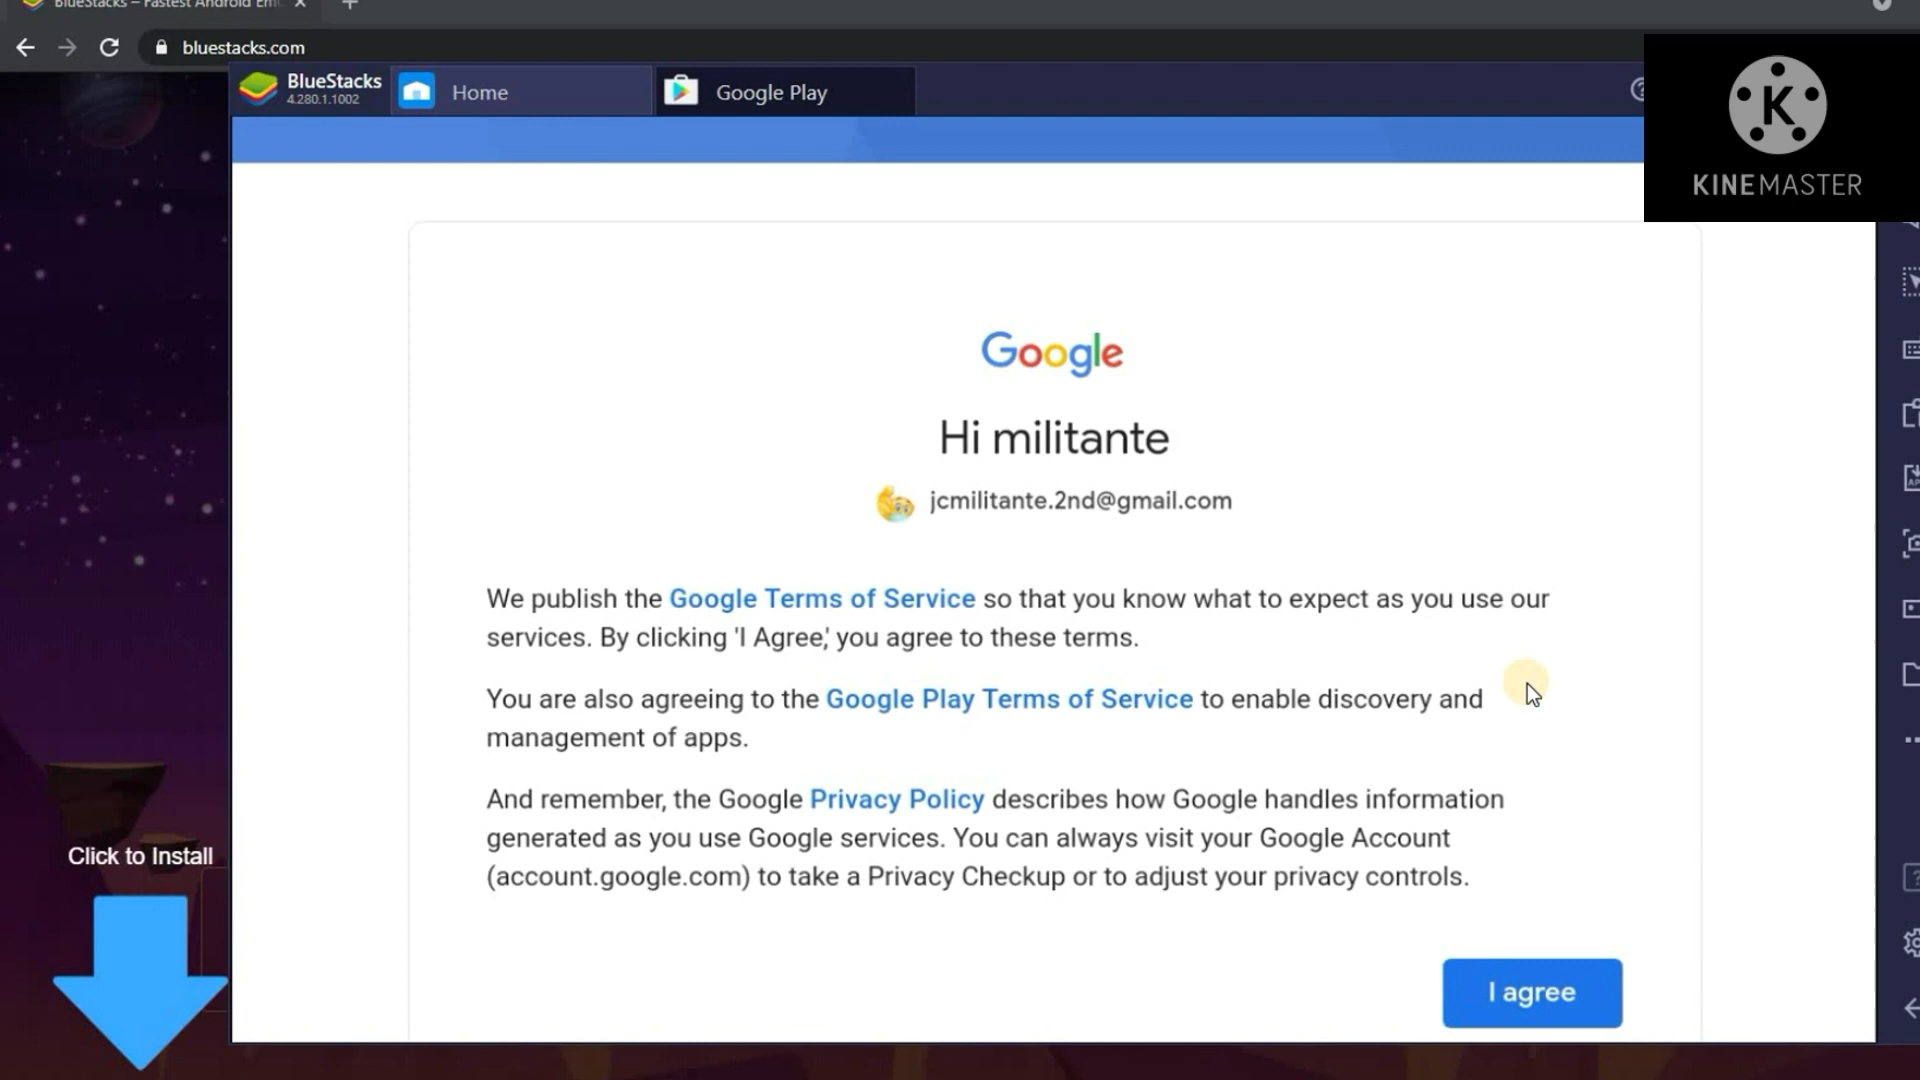 BlueStacks – Fastest Android Em
bluestacks.com
BlueStacks
4.280.1.1002
Home
Google Play
K
KINEMASTER
Google
Hi militante
jcmilitante.2nd@gmail.com
We publish the Google Terms of Service so that you know what to expect as you use our
services. By clicking 'I Agree,' you agree to these terms.
You are also agreeing to the Google Play Terms of Service to enable discovery and
management of apps.
And remember, the Google Privacy Policy describes how Google handles information
generated as you use Google services. You can always visit your Google Account
(account.google.com) to take a Privacy Checkup or to adjust your privacy controls.
Click to Install
I agree